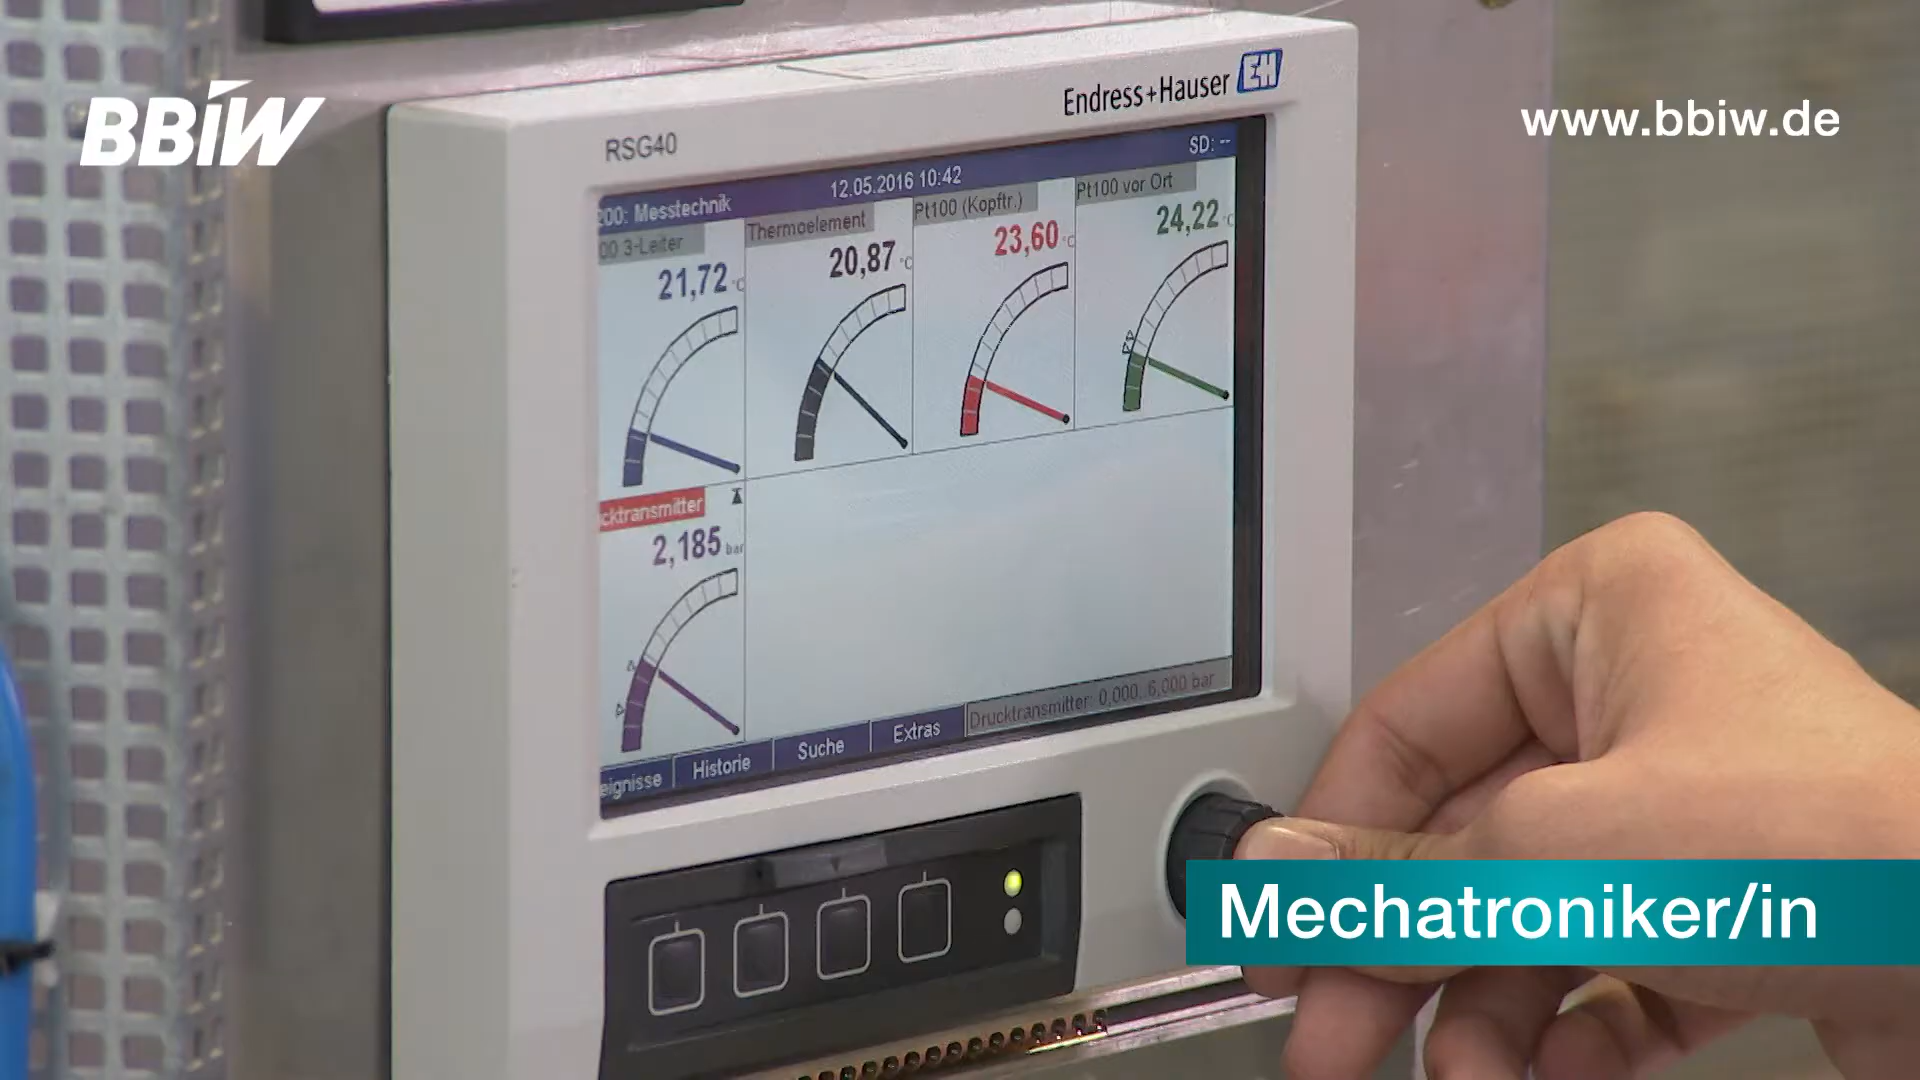 BBiW
www.bbiw.de
Endress+Hauser EH
RSG40
200: Messtechnik 12.05.2016 10:42 SD: --
00 3-Leiter
21,72 °C
Thermoelement
20,87 °C
Pt100 (Kopftr.)
23,60 °C
Pt100 vor Ort
24,22 °C
cktransmitter
2,185 bar
eignisse Historie Suche Extras Drucktransmitter: 0,000. 6,000 bar
Mechatroniker/in